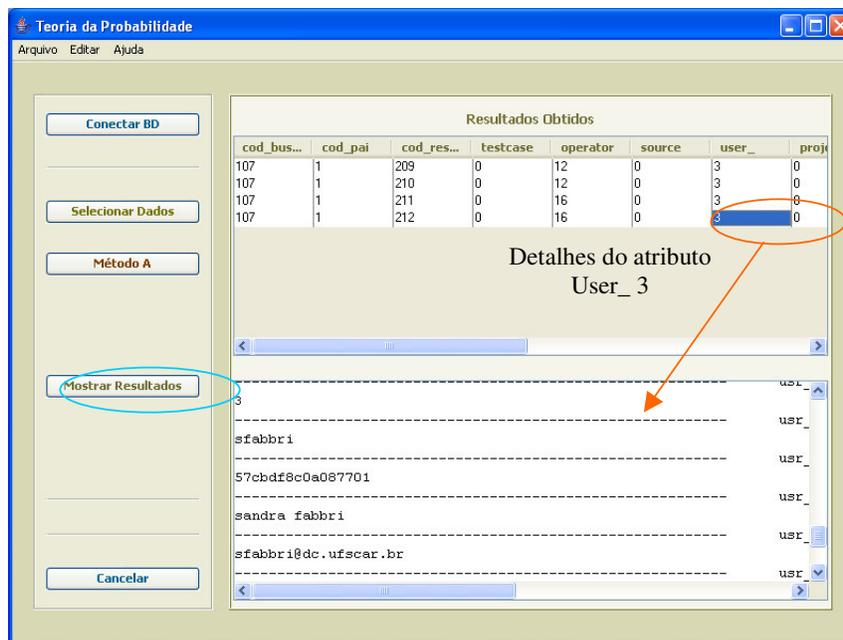 Teoria da Probabilidade
Arquivo Editar Ajuda
Conectar BD
Selecionar Dados
Método A
Mostrar Resultados
Cancelar
Resultados Obtidos
cod_bus... cod_pai cod_res... testcase operator source user_ proje
107 1 209 0 12 0 3 0
107 1 210 0 12 0 3 0
107 1 211 0 16 0 3 0
107 1 212 0 16 0 3 0
Detalhes do atributo
User_ 3
------------------------------------------------------------ usr_
3
------------------------------------------------------------ usr_
sfabbri
------------------------------------------------------------ usr_
57cbdf8c0a087701
------------------------------------------------------------ usr_
sandra fabbri
------------------------------------------------------------ usr_
sfabbri@dc.ufscar.br
------------------------------------------------------------ usr_